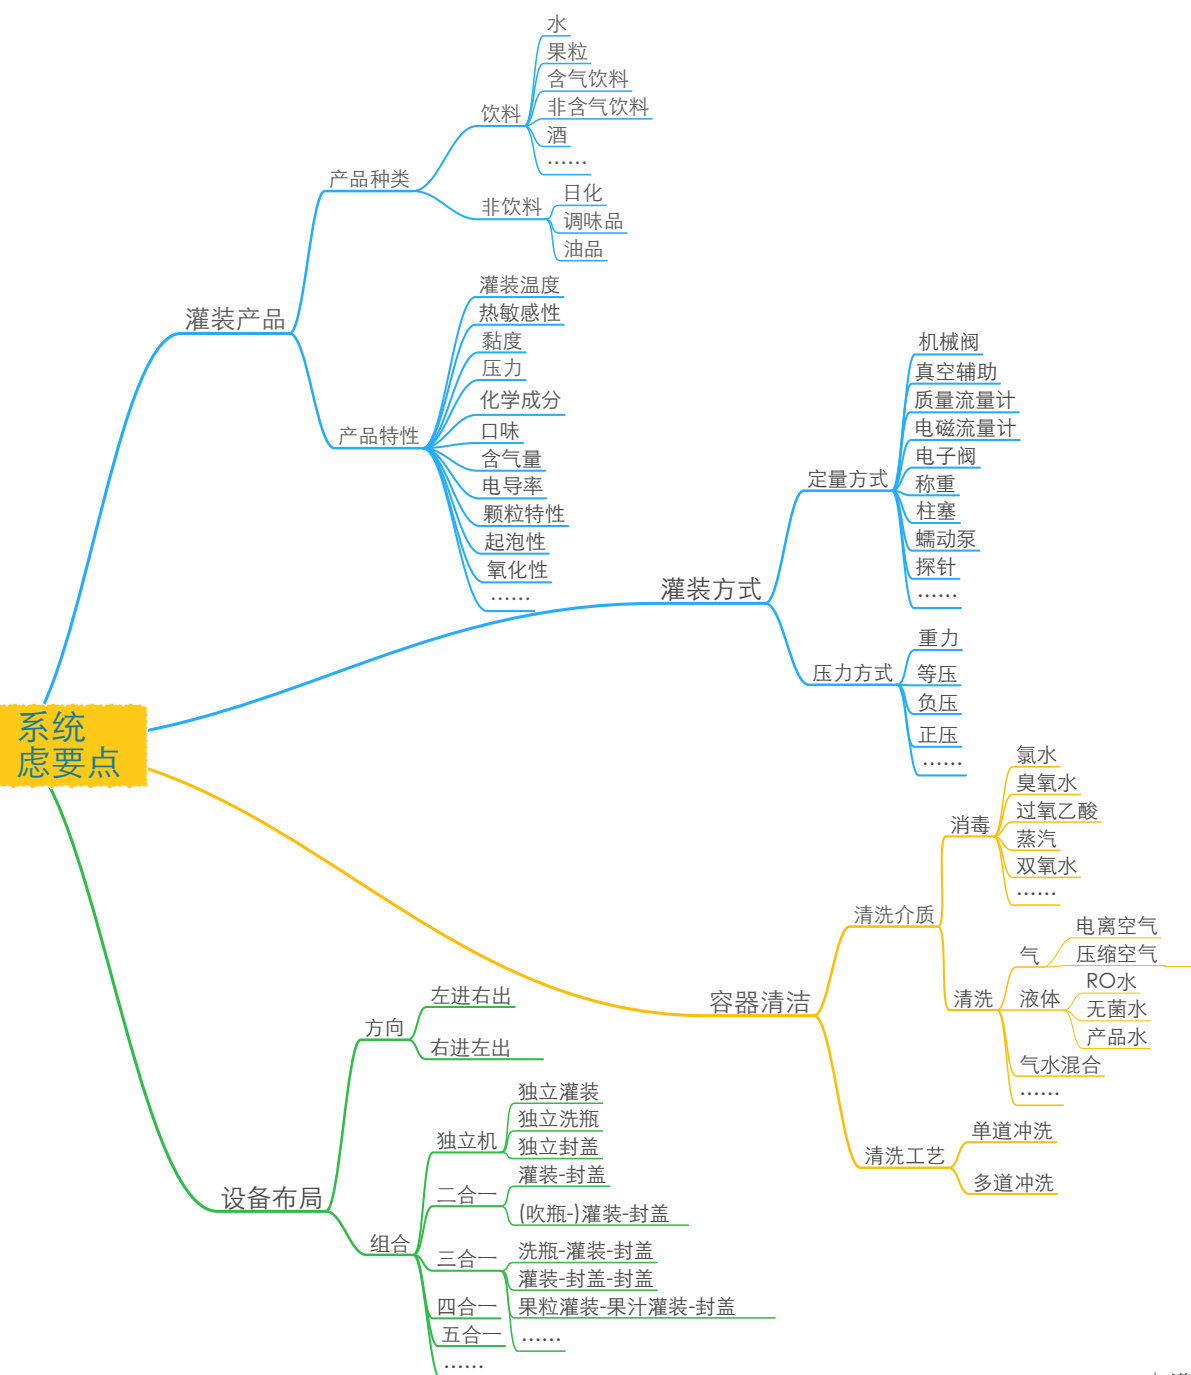 系统
虑要点
灌装产品
产品种类
饮料
水
果粒
含气饮料
非含气饮料
酒
......
非饮料
日化
调味品
油品
产品特性
灌装温度
热敏感性
黏度
压力
化学成分
口味
含气量
电导率
颗粒特性
起泡性
氧化性
......
灌装方式
定量方式
机械阀
真空辅助
质量流量计
电磁流量计
电子阀
称重
柱塞
蠕动泵
探针
......
压力方式
重力
等压
负压
正压
......
容器清洁
清洗介质
消毒
氯水
臭氧水
过氧乙酸
蒸汽
双氧水
......
清洗
气
电离空气
压缩空气
液体
RO水
无菌水
产品水
气水混合
......
清洗工艺
单道冲洗
多道冲洗
设备布局
方向
左进右出
右进左出
组合
独立机
独立灌装
独立洗瓶
独立封盖
二合一
灌装-封盖
(吹瓶-)灌装-封盖
三合一
洗瓶-灌装-封盖
灌装-封盖-封盖
果粒灌装-果汁灌装-封盖
......
四合一
五合一
......